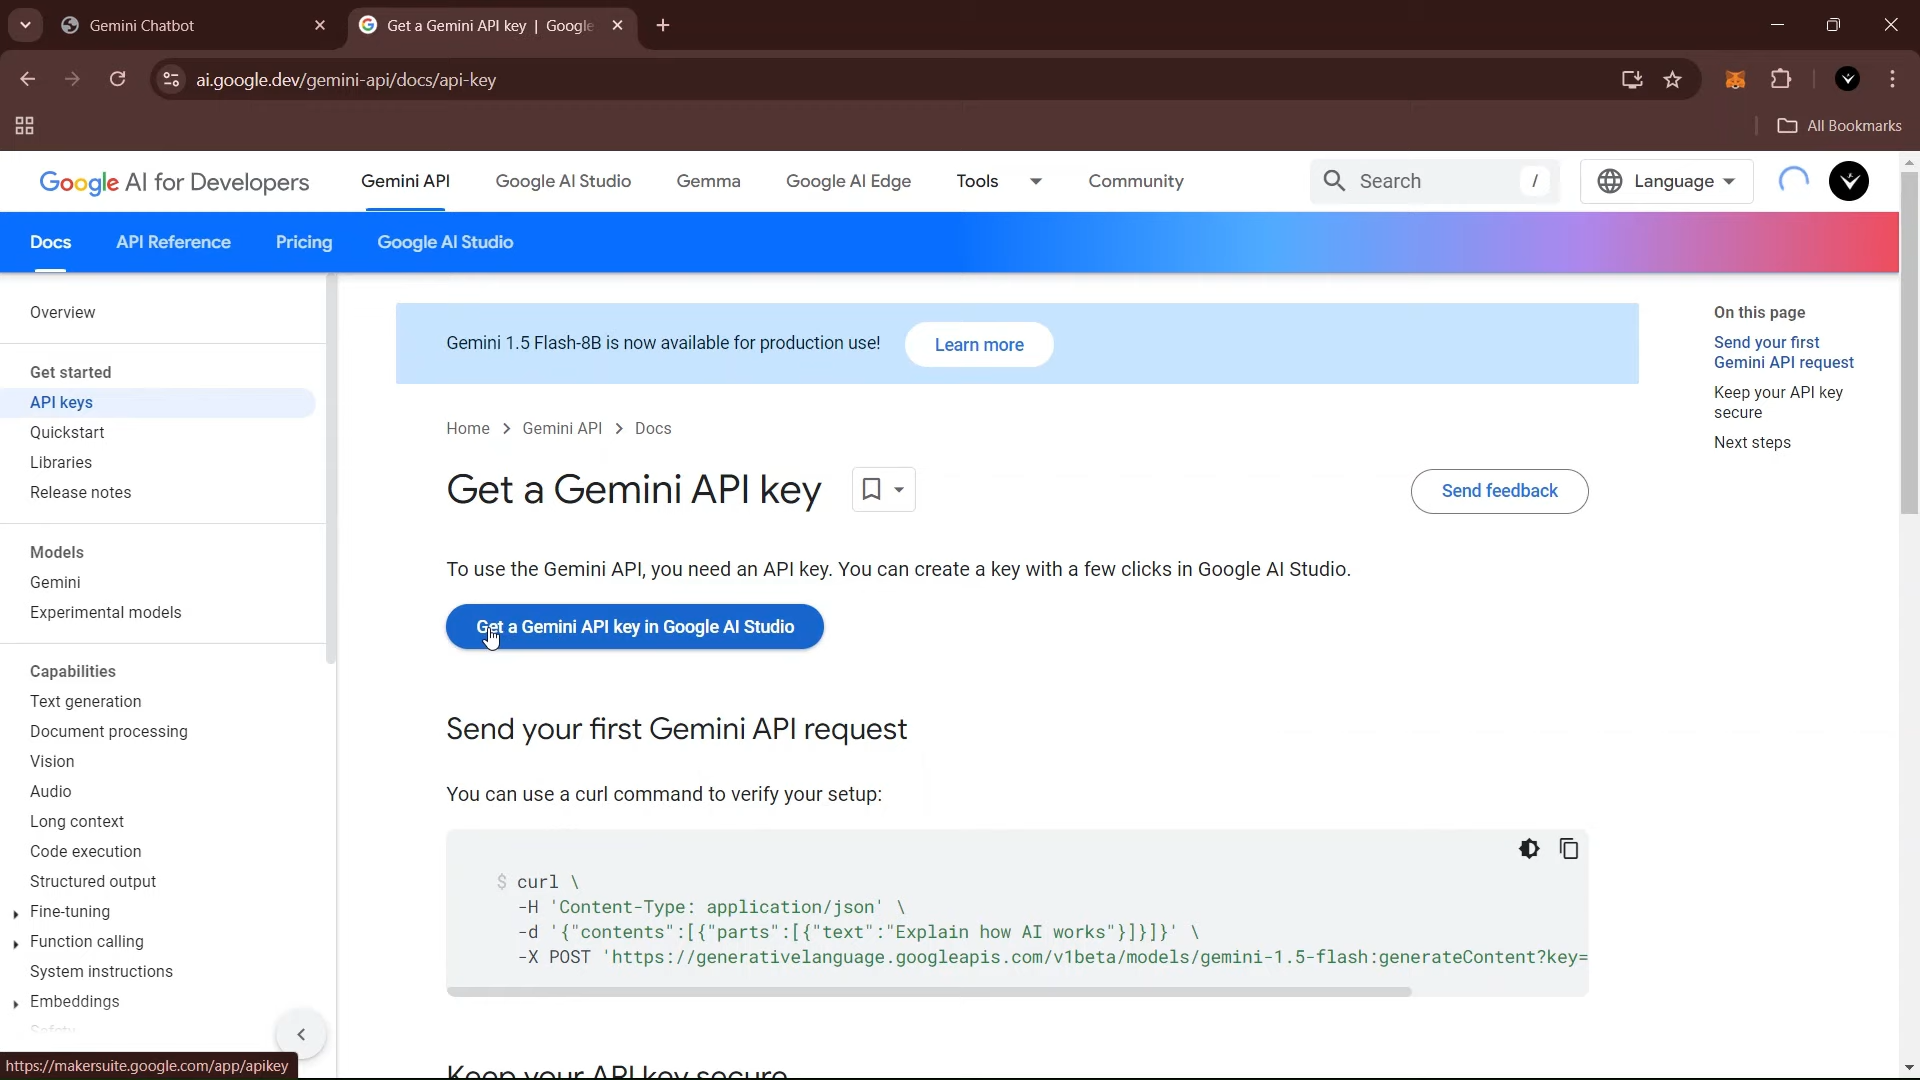 Gemini Chatbot
Get a Gemini API key | Google
ai.google.dev/gemini-api/docs/api-key
All Bookmarks
Google AI for Developers
Gemini API
Google AI Studio
Gemma
Google AI Edge
Tools
Community
Search
/
Language
Docs
API Reference
Pricing
Google AI Studio
Overview
Get started
API keys
Quickstart
Libraries
Release notes
Models
Gemini
Experimental models
Capabilities
Text generation
Document processing
Vision
Audio
Long context
Code execution
Structured output
Fine-tuning
Function calling
System instructions
Embeddings
Safety
https://makersuite.google.com/app/apikey
Gemini 1.5 Flash-8B is now available for production use!
Learn more
Home > Gemini API > Docs
Get a Gemini API key
Send feedback
To use the Gemini API, you need an API key. You can create a key with a few clicks in Google AI Studio.
Get a Gemini API key in Google AI Studio
Send your first Gemini API request
You can use a curl command to verify your setup:
$ curl \
-H 'Content-Type: application/json' \
-d '{"contents":[{"parts":[{"text":"Explain how AI works"}]}]}' \
-X POST 'https://generativelanguage.googleapis.com/v1beta/models/gemini-1.5-flash:generateContent?key=
Keep your API key secure
On this page
Send your first
Gemini API request
Keep your API key
secure
Next steps